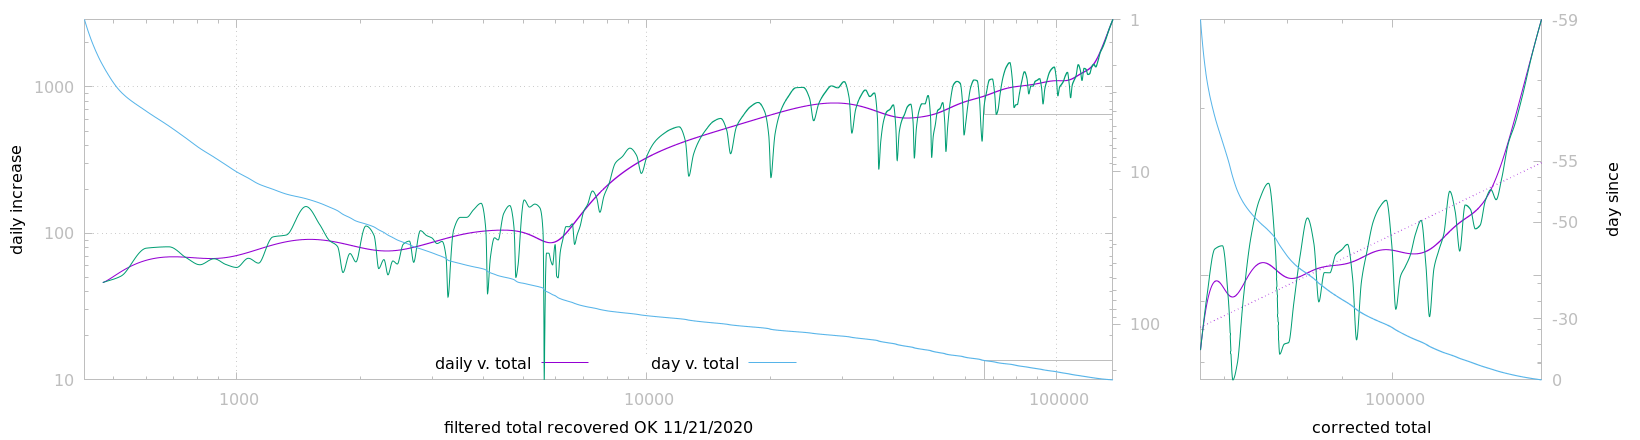 1000
100
10
daily increase
1
10
100
daily v. total
day v. total
1000
10000
100000
filtered total recovered OK 11/21/2020
-59
-55
-50
-30
0
day since
100000
corrected total